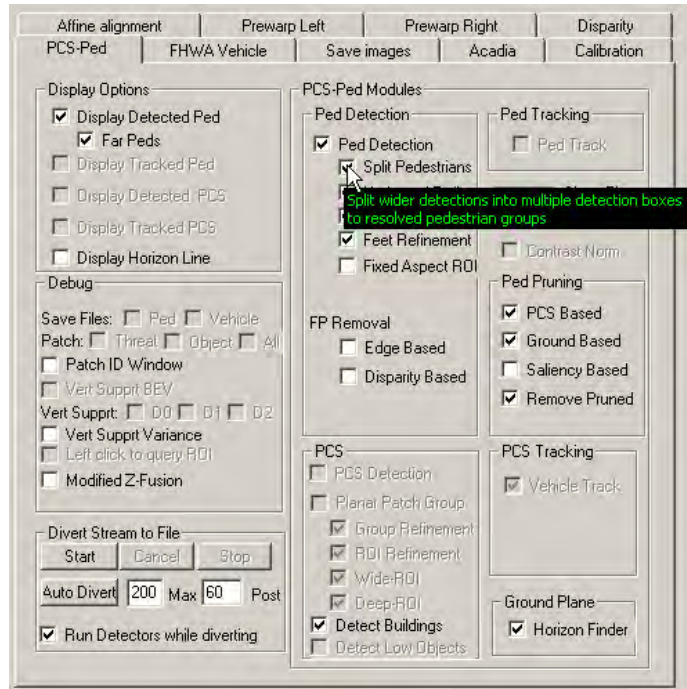 Affine alignment Prewarp Left Prewarp Right Disparity
PCS-Ped FHWA Vehicle Save images Acadia Calibration
Display Options
Display Detected Ped
Far Peds
Display Tracked Ped
Display Detected PCS
Display Tracked PCS
Display Horizon Line
Debug
Save Files: Ped Vehicle
Patch: Threat Object All
Patch ID Window
Vert Supprt BEV
Vert Supprt: D0 D1 D2
Vert Supprt Variance
Left click to query ROI
Modified Z-Fusion
Divert Stream to File
Start Cancel Stop
Auto Divert 200 Max 60 Post
Run Detectors while diverting
PCS-Ped Modules
Ped Detection
Ped Detection
Split Pedestrians
Split wider detections into multiple detection boxes
to resolved pedestrian groups
Feet Refinement
Fixed Aspect ROI
FP Removal
Edge Based
Disparity Based
Ped Tracking
Ped Track
Contrast Norm
Ped Pruning
PCS Based
Ground Based
Saliency Based
Remove Pruned
PCS
PCS Detection
Planar Patch Group
Group Refinement
ROI Refinement
Wide-ROI
Deep-ROI
Detect Buildings
Detect Low Objects
PCS Tracking
Vehicle Track
Ground Plane
Horizon Finder